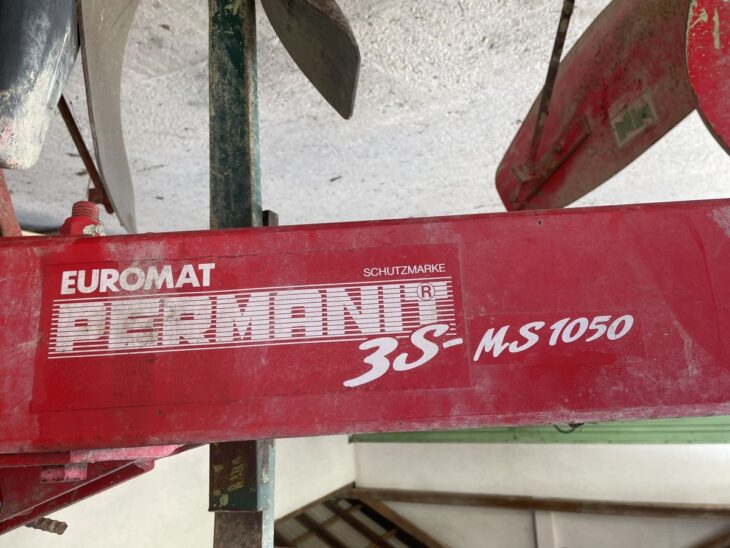 EUROMAT
SCHUTZMARKE
PERMANIT®
3S-MS 1050